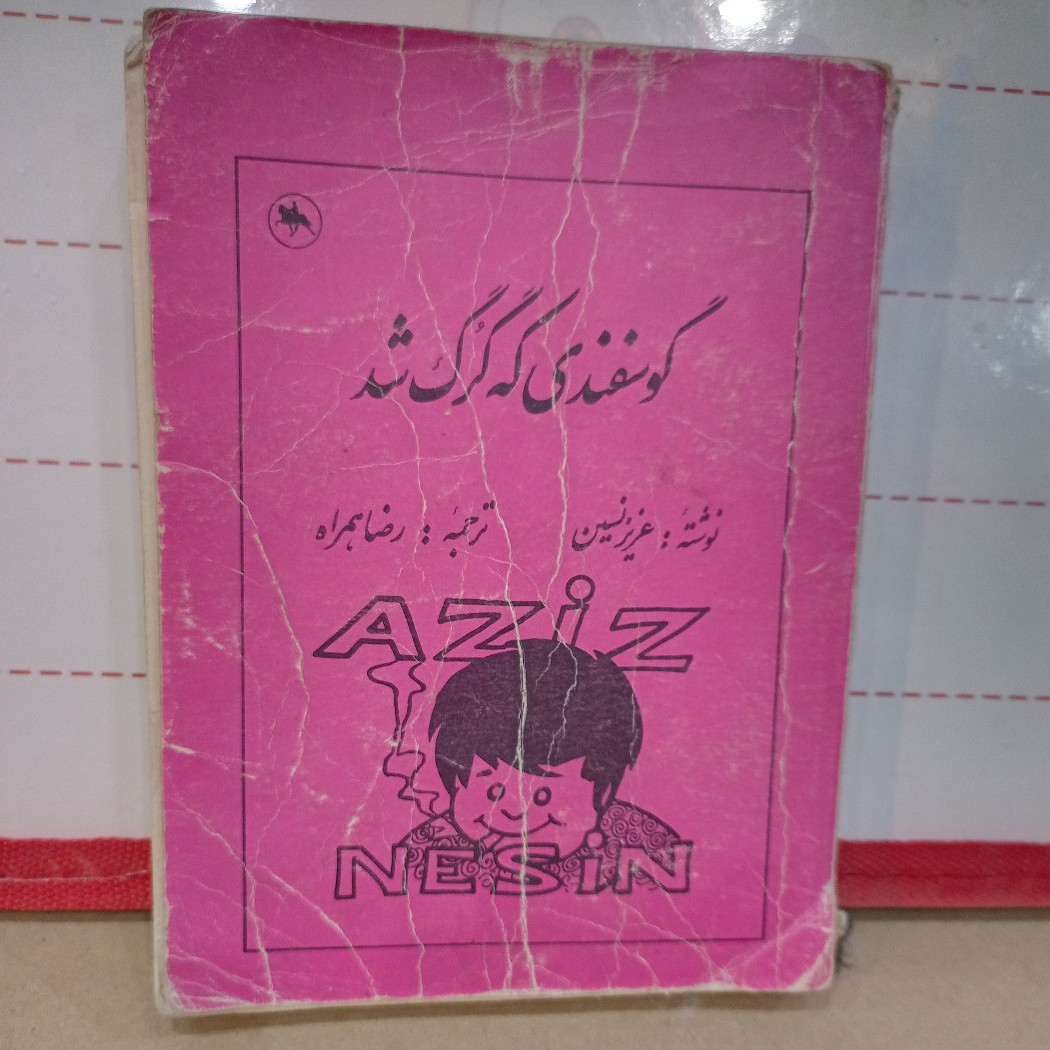 گوسفندی که گرگ شد
نوشتهٔ : عزیز نسین ترجمهٔ : رضا همراه
AZiZ
NESiN